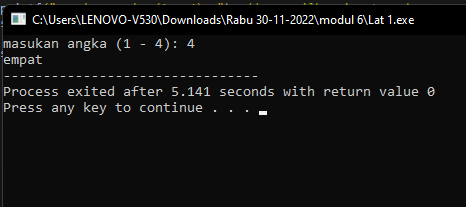 C:\Users\LENOVO-V530\Downloads\Rabu 30-11-2022\modul 6\Lat 1.exe
masukan angka (1 - 4): 4
empat
--------------------------------
Process exited after 5.141 seconds with return value 0
Press any key to continue . . .